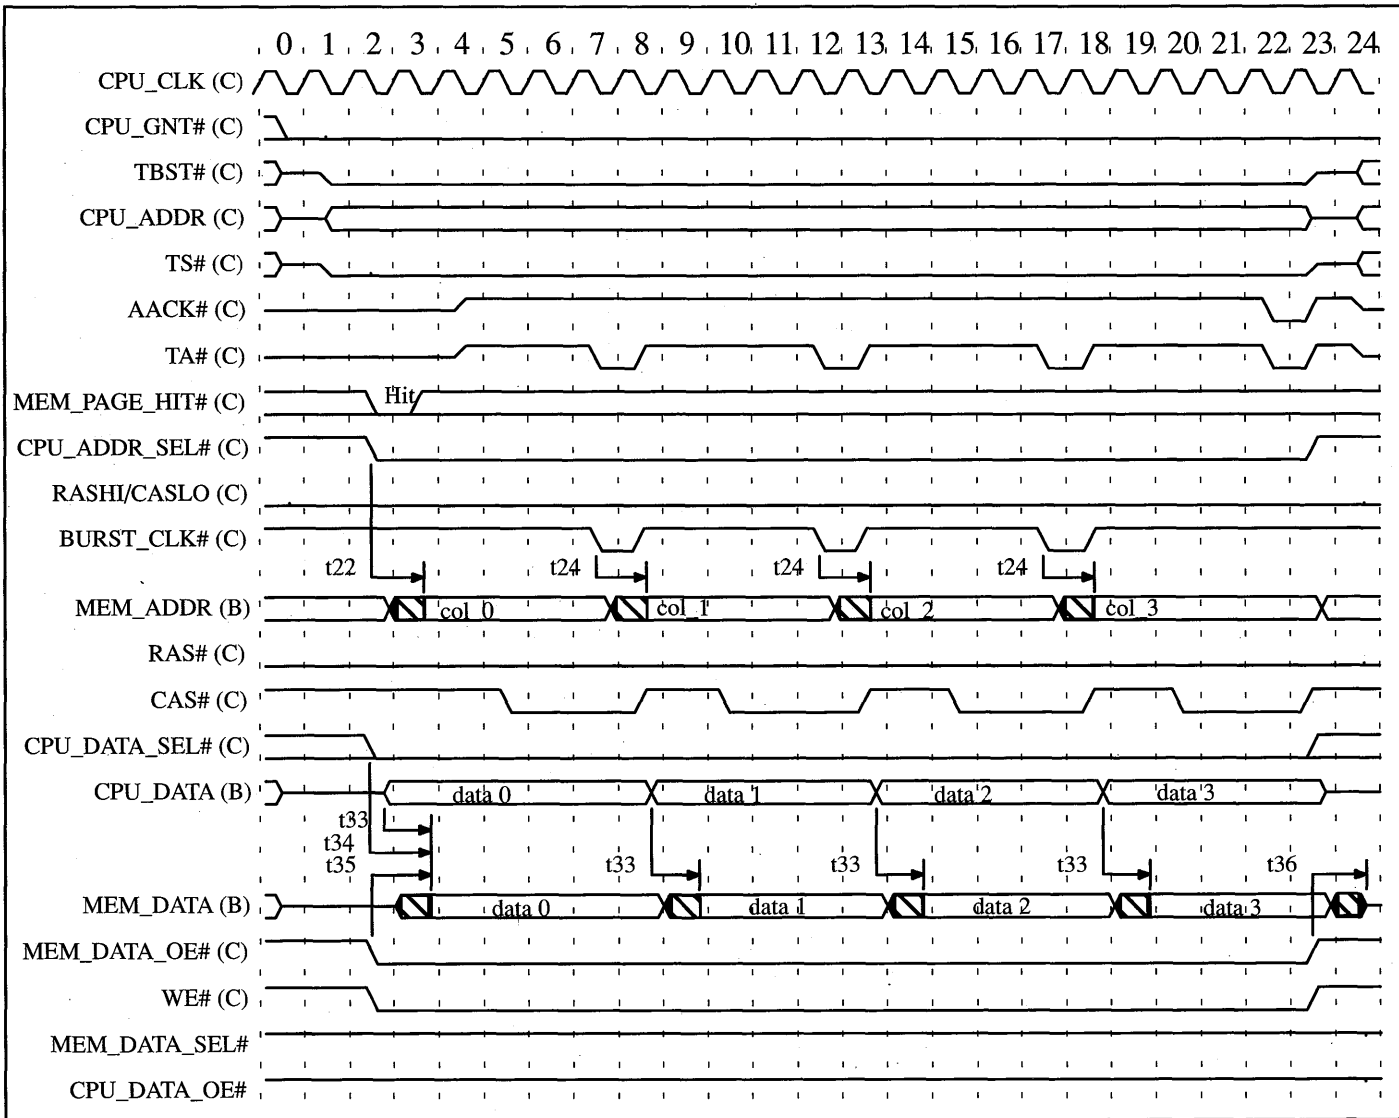 0 1 2 3 4 5 6 7 8 9 10 11 12 13 14 15 16 17 18 19 20 21 22 23 24
CPU_CLK (C)
CPU_GNT# (C)
TBST# (C)
CPU_ADDR (C)
TS# (C)
AACK# (C)
TA# (C)
MEM_PAGE_HIT# (C) Hit
CPU_ADDR_SEL# (C)
RASHI/CASLO (C)
BURST_CLK# (C)
t22 t24 t24 t24
MEM_ADDR (B) col_0 col_1 col_2 col_3
RAS# (C)
CAS# (C)
CPU_DATA_SEL# (C)
CPU_DATA (B) data 0 data 1 data 2 data 3
t33
t34
t35 t33 t33 t33 t36
MEM_DATA (B) data 0 data 1 data 2 data 3
MEM_DATA_OE# (C)
WE# (C)
MEM_DATA_SEL#
CPU_DATA_OE#